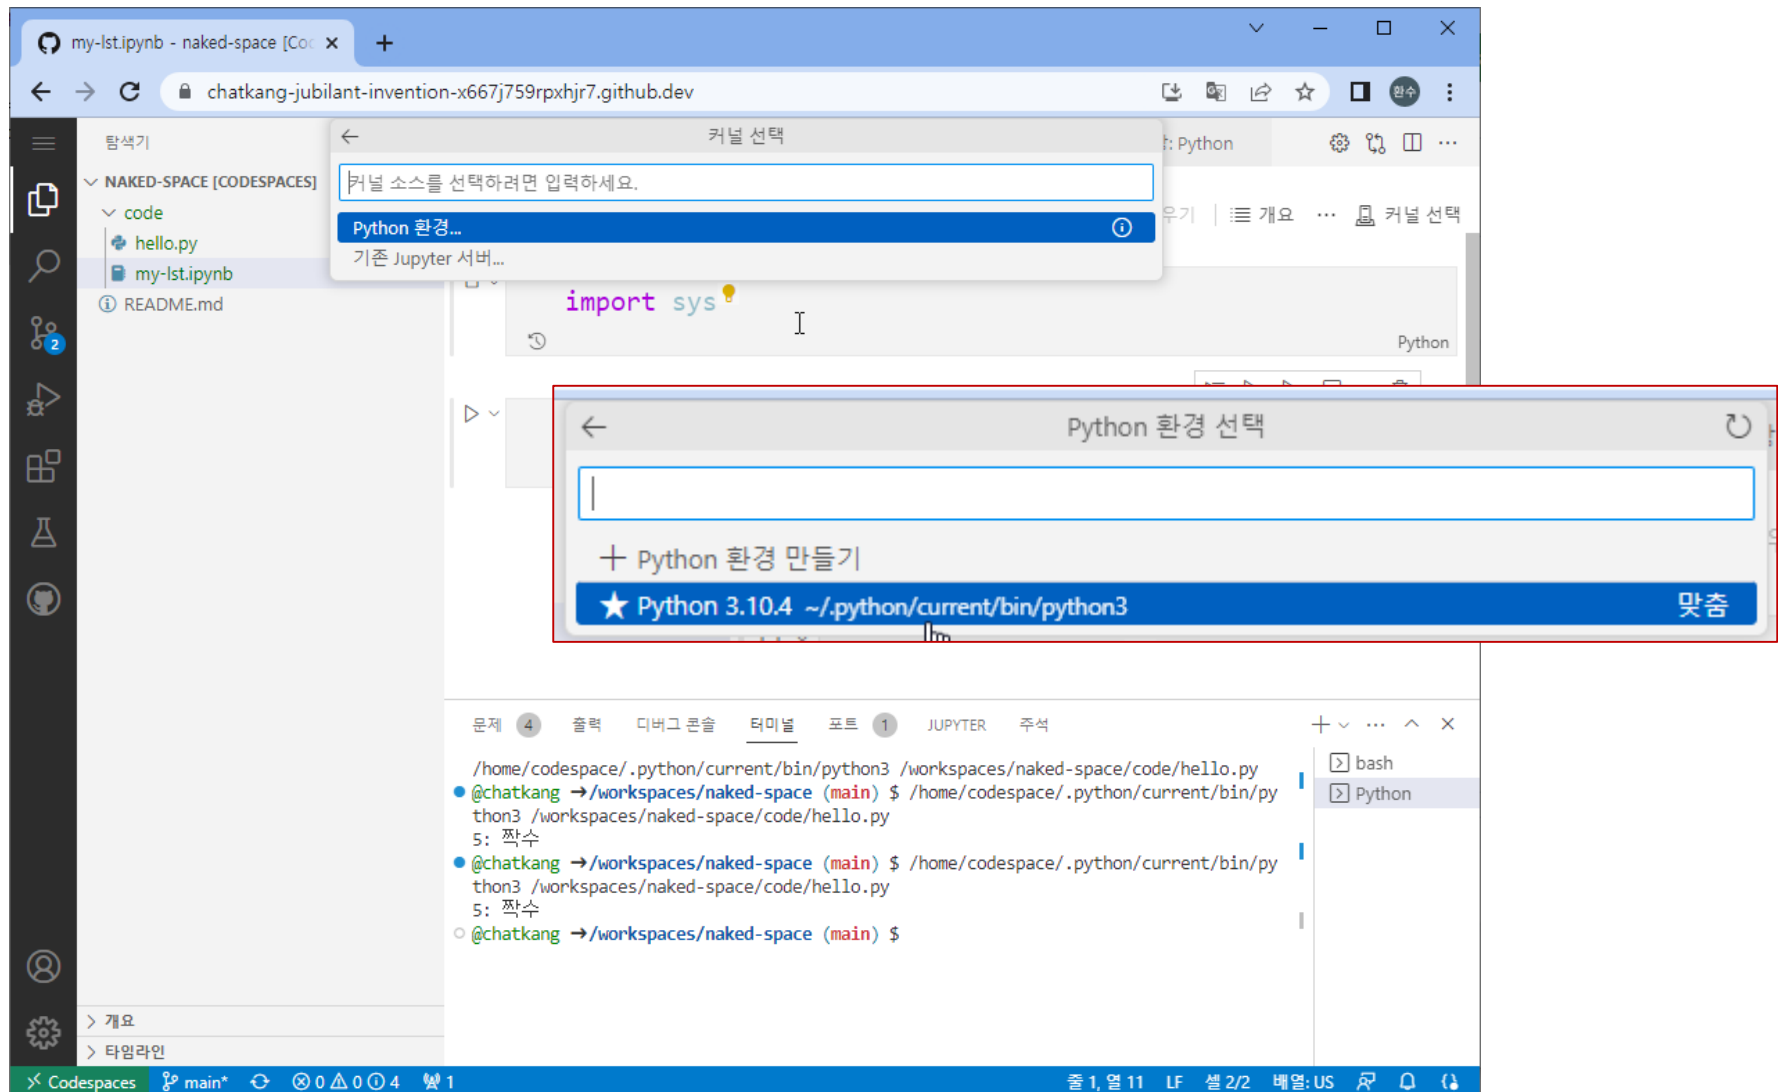 my-lst.ipynb - naked-space [Coc
chatkang-jubilant-invention-x667j759rpxhjr7.github.dev
환수
탐색기
커널 선택
: Python
커널 소스를 선택하려면 입력하세요.
NAKED-SPACE [CODESPACES]
Python 환경...
개요
커널 선택
code
hello.py
기존 Jupyter 서버...
my-lst.ipynb
README.md
import sys
Python
2
Python 환경 선택
Python 환경 만들기
Python 3.10.4 ~/.python/current/bin/python3
맞춤
문제 4 출력 디버그 콘솔 터미널 포트 1 JUPYTER 주석
/home/codespace/.python/current/bin/python3 /workspaces/naked-space/code/hello.py
@chatkang →/workspaces/naked-space (main) $ /home/codespace/.python/current/bin/py
thon3 /workspaces/naked-space/code/hello.py
5: 짝수
@chatkang →/workspaces/naked-space (main) $ /home/codespace/.python/current/bin/py
thon3 /workspaces/naked-space/code/hello.py
5: 짝수
@chatkang →/workspaces/naked-space (main) $
bash
Python
개요
타임라인
Codespaces main* 0 0 4 1 줄 1, 열 11 LF 셀 2/2 배열: US